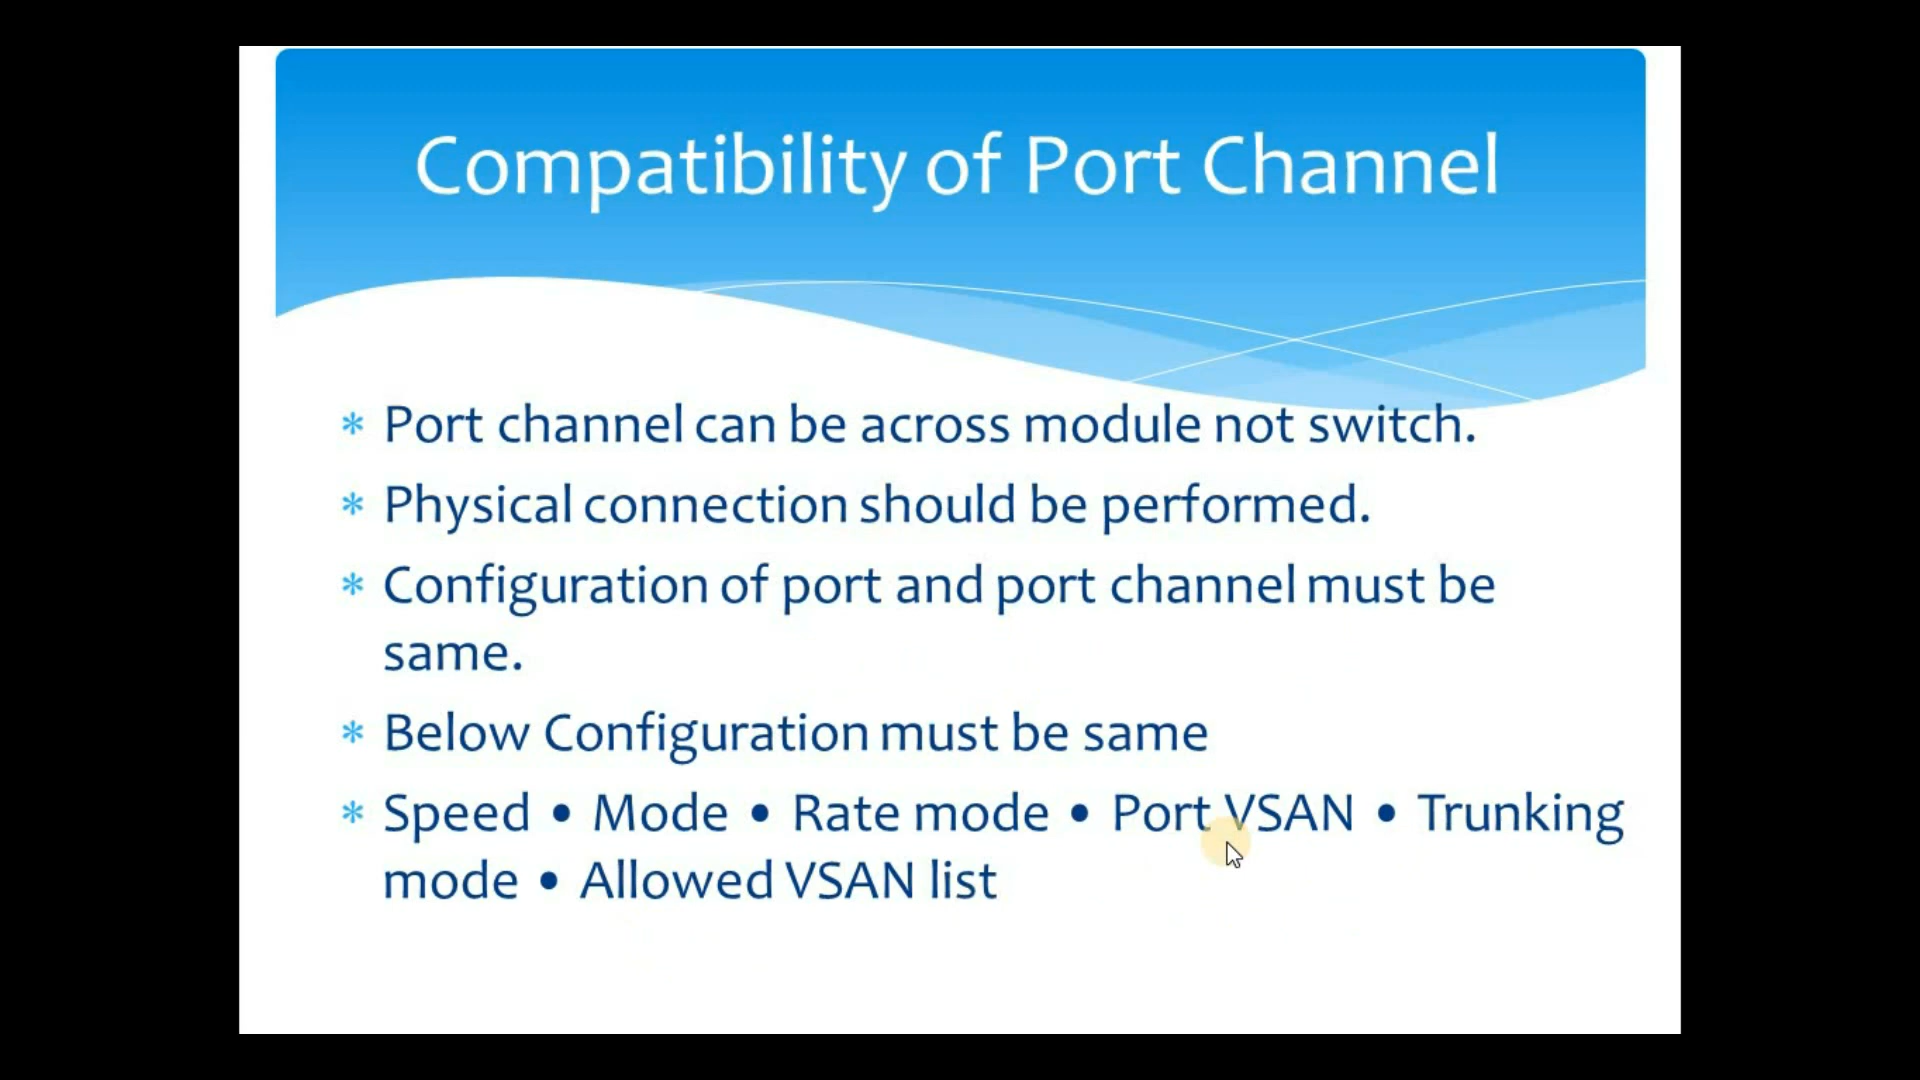 Compatibility of Port Channel
* Port channel can be across module not switch.
* Physical connection should be performed.
* Configuration of port and port channel must be
same.
* Below Configuration must be same
* Speed • Mode • Rate mode • Port VSAN • Trunking
mode • Allowed VSAN list